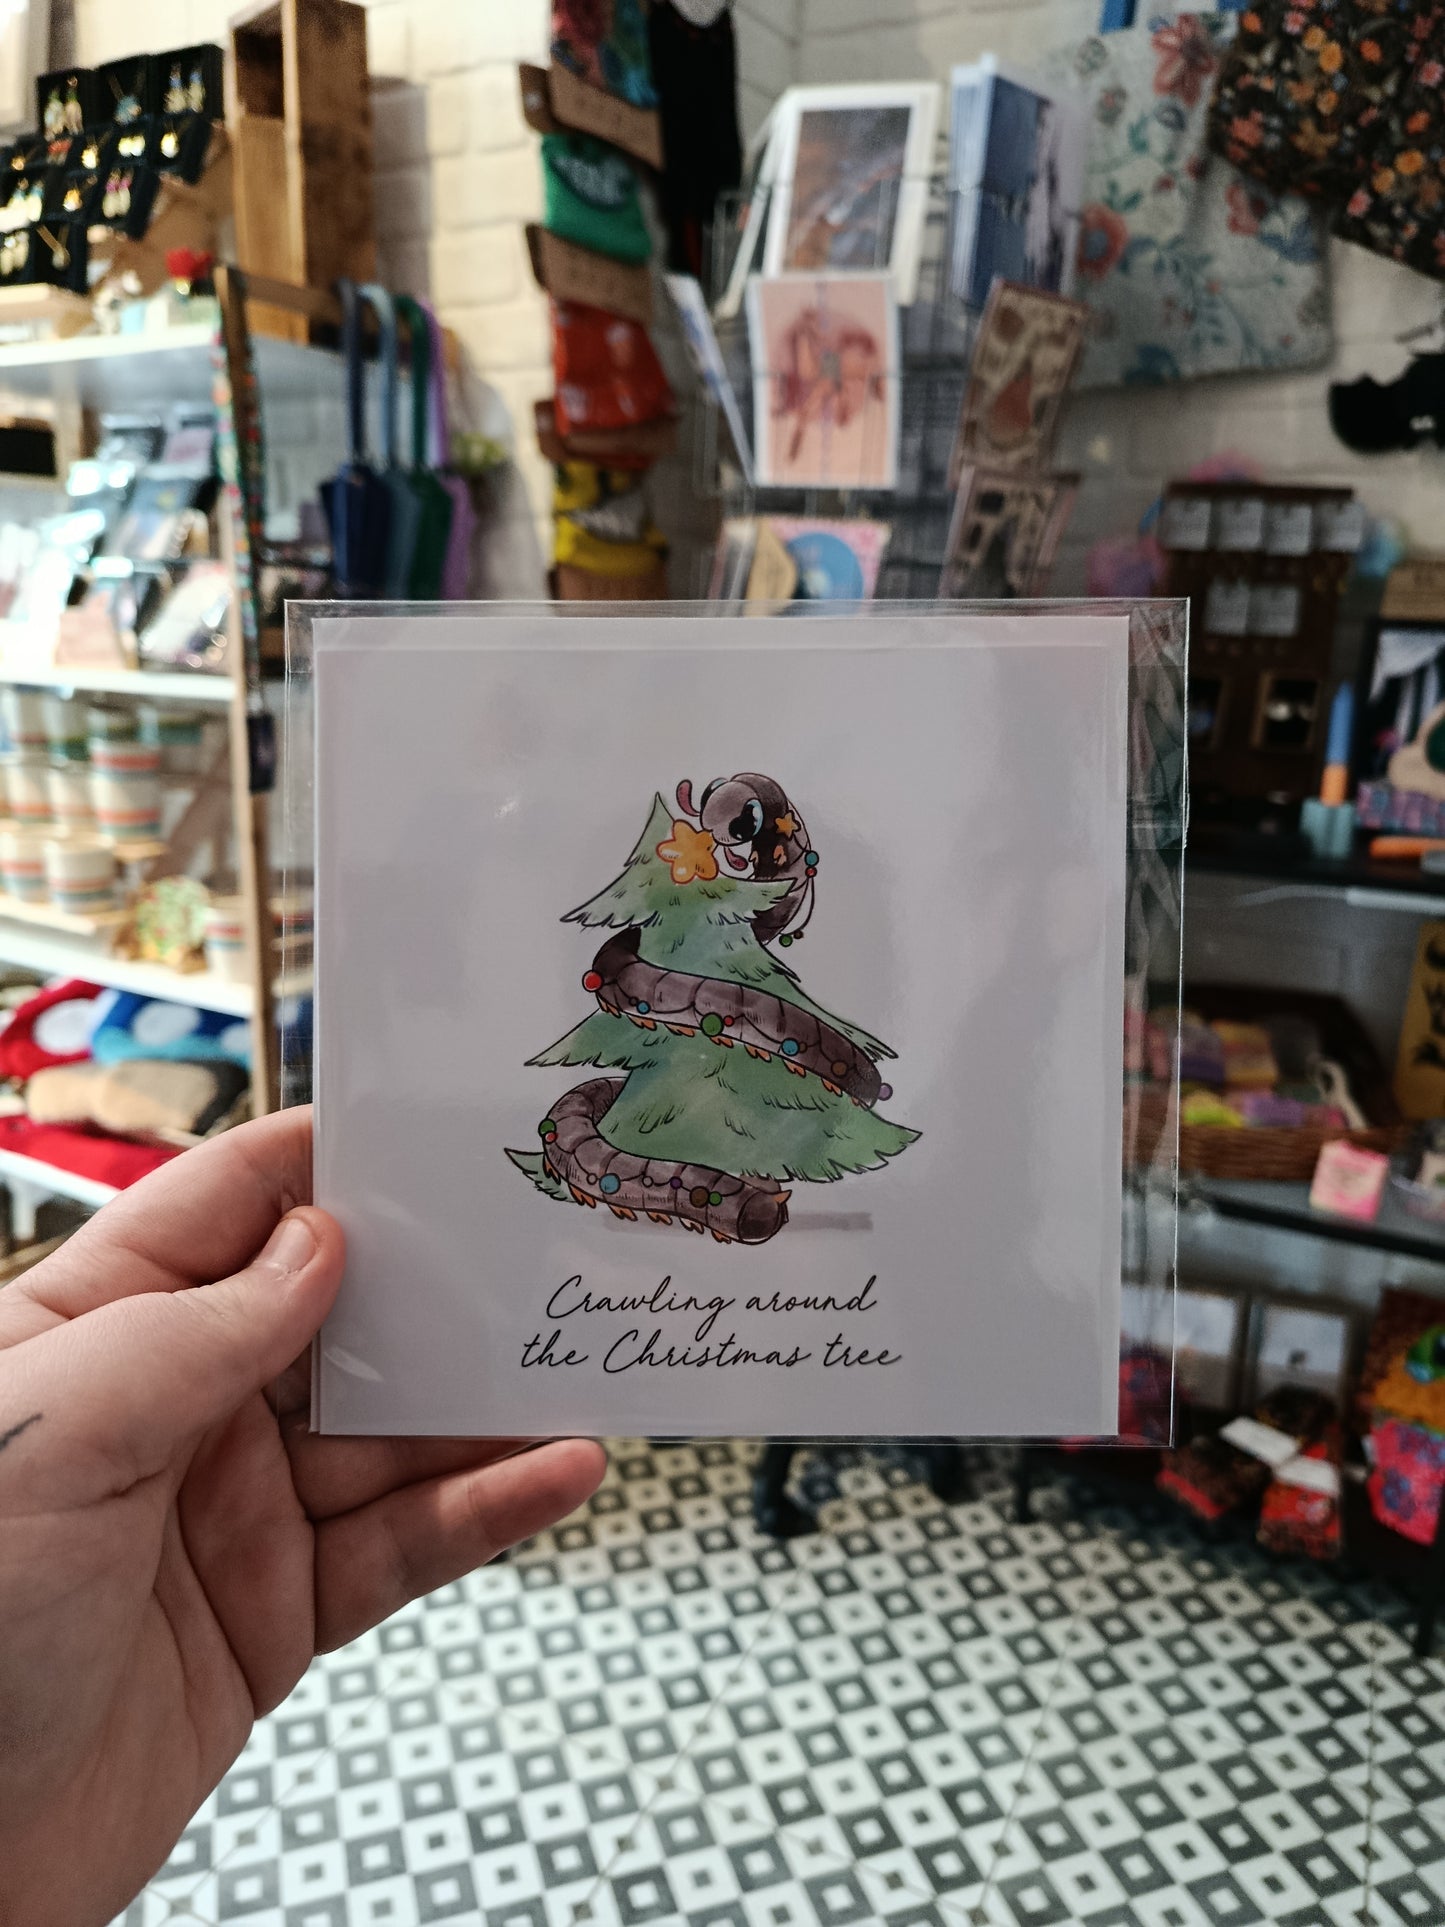 Crawling around
the Christmas tree